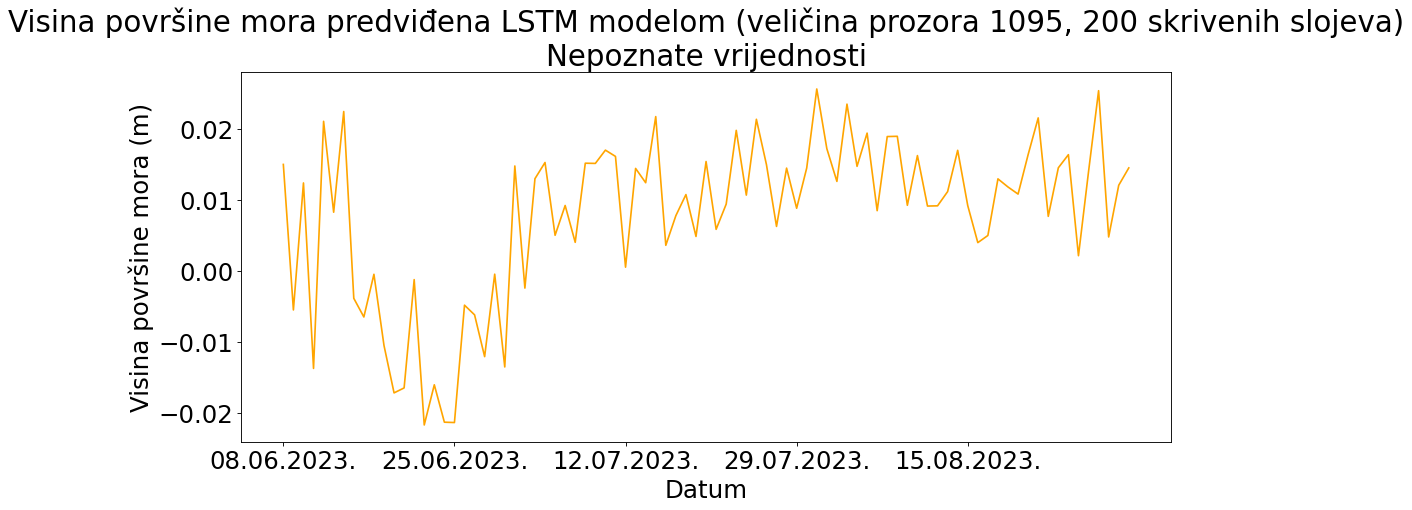 Visina površine mora predviđena LSTM modelom (veličina prozora 1095, 200 skrivenih slojeva)
Nepoznate vrijednosti
Visina površine mora (m)
0.02
0.01
0.00
−0.01
−0.02
08.06.2023. 25.06.2023. 12.07.2023. 29.07.2023. 15.08.2023.
Datum